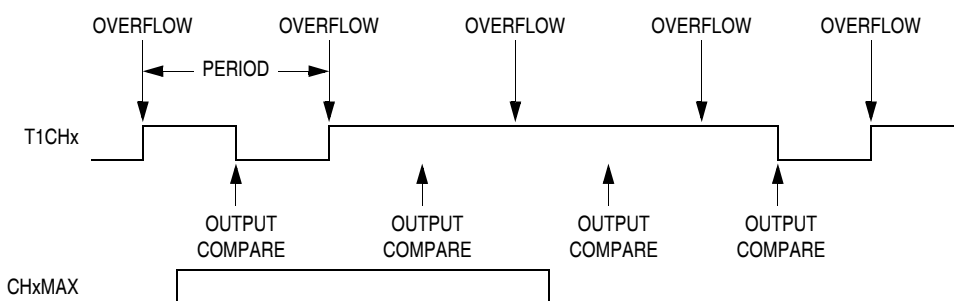 OVERFLOW OVERFLOW OVERFLOW OVERFLOW OVERFLOW
PERIOD
T1CHx
OUTPUT COMPARE
OUTPUT COMPARE
OUTPUT COMPARE
OUTPUT COMPARE
CHxMAX